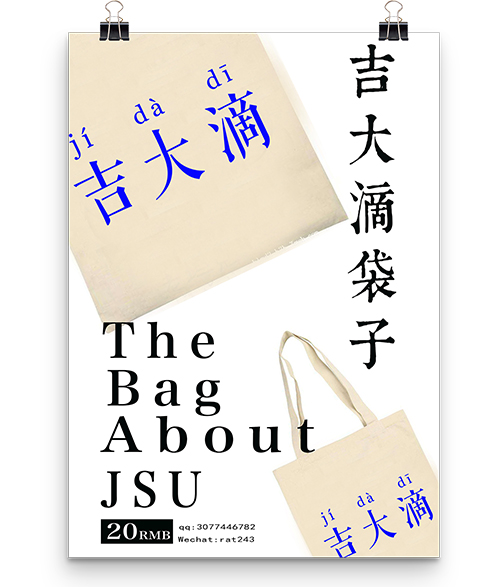 jí dà dī
吉大滴
吉大滴袋子
The
Bag
About
JSU
20RMB
qq:3077446782
Wechat:rat243
jí dà dī
吉大滴